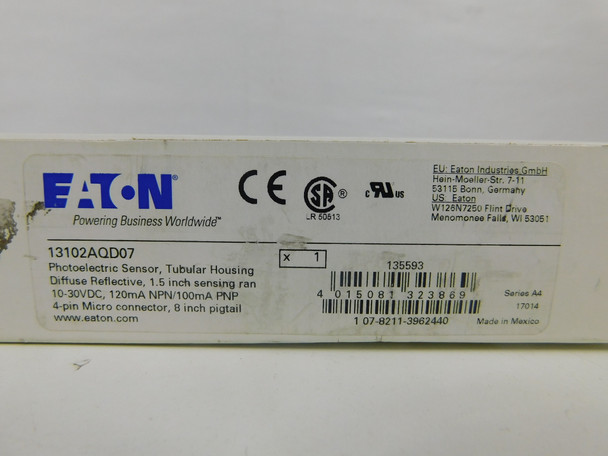 EATON®
Powering Business Worldwide™
CE
SA®
LR 50513
c RU us
EU: Eaton Industries GmbH
Hein-Moeller-Str. 7-11
53115 Bonn, Germany
US Eaton
W126N7250 Flint Drive
Menomonee Falls, WI 53051
13102AQD07
Photoelectric Sensor, Tubular Housing
Diffuse Reflective, 1.5 inch sensing ran
10-30VDC, 120mA NPN/100mA PNP
4-pin Micro connector, 8 inch pigtail
www.eaton.com
x 1
135593
4 015081 323869
1 07-8211-3962440
Series A4
17014
Made in Mexico